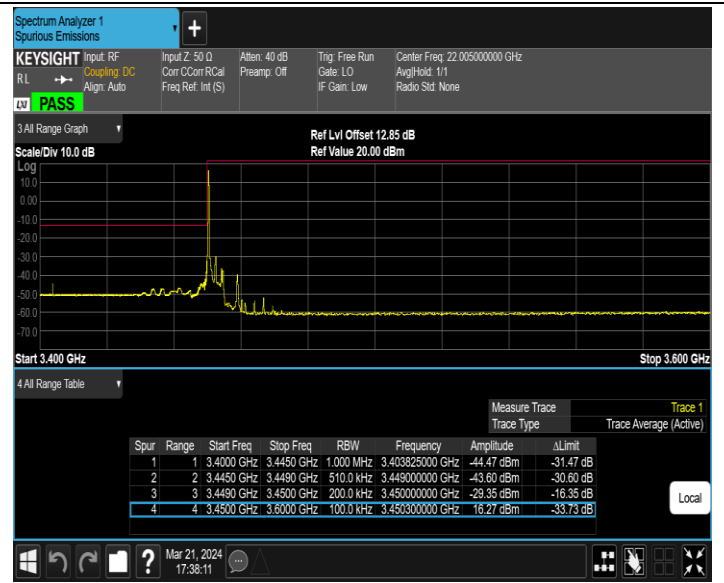 Spectrum Analyzer 1
Spurious Emissions
+
KEYSIGHT Input: RF Input Z: 50 Ω Atten: 40 dB Trig: Free Run Center Freq: 22.005000000 GHz
RL Coupling: DC Corr CCorr RCal Preamp: Off Gate: LO Avg|Hold: 1/1
Align: Auto Freq Ref: Int (S) IF Gain: Low Radio Std: None
LXI PASS
3 All Range Graph
Ref Lvl Offset 12.85 dB
Scale/Div 10.0 dB Ref Value 20.00 dBm
Log
10.0
0.00
-10.0
-20.0
-30.0
-40.0
-50.0
-60.0
-70.0
Start 3.400 GHz Stop 3.600 GHz
4 All Range Table
Measure Trace Trace 1
Trace Type Trace Average (Active)
Spur Range Start Freq Stop Freq RBW Frequency Amplitude ΔLimit
1 1 3.4000 GHz 3.4450 GHz 1.000 MHz 3.403825000 GHz -44.47 dBm -31.47 dB
2 2 3.4450 GHz 3.4490 GHz 510.0 kHz 3.449000000 GHz -43.60 dBm -30.60 dB
3 3 3.4490 GHz 3.4500 GHz 200.0 kHz 3.450000000 GHz -29.35 dBm -16.35 dB
4 4 3.4500 GHz 3.6000 GHz 100.0 kHz 3.450300000 GHz 16.27 dBm -33.73 dB
Local
? Mar 21, 2024
17:38:11